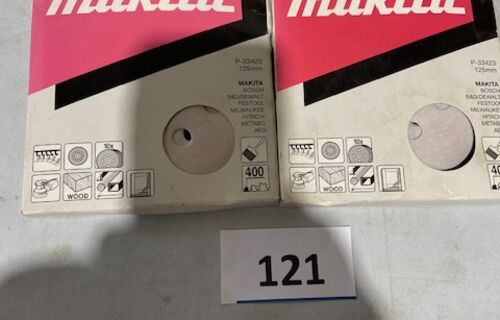 makita
P-33423
125mm
MAKITA
BOSCH
S&D/DEWALT
FESTOOL
MILWAUKEE
HITACHI
METABO
AEG
10x
400
WOOD
makita
P-33423
125mm
MAKITA
BOSCH
S&D/DEWALT
FESTOOL
MILWAUKEE
HITACHI
METABO
AEG
10x
40
WOOD
121